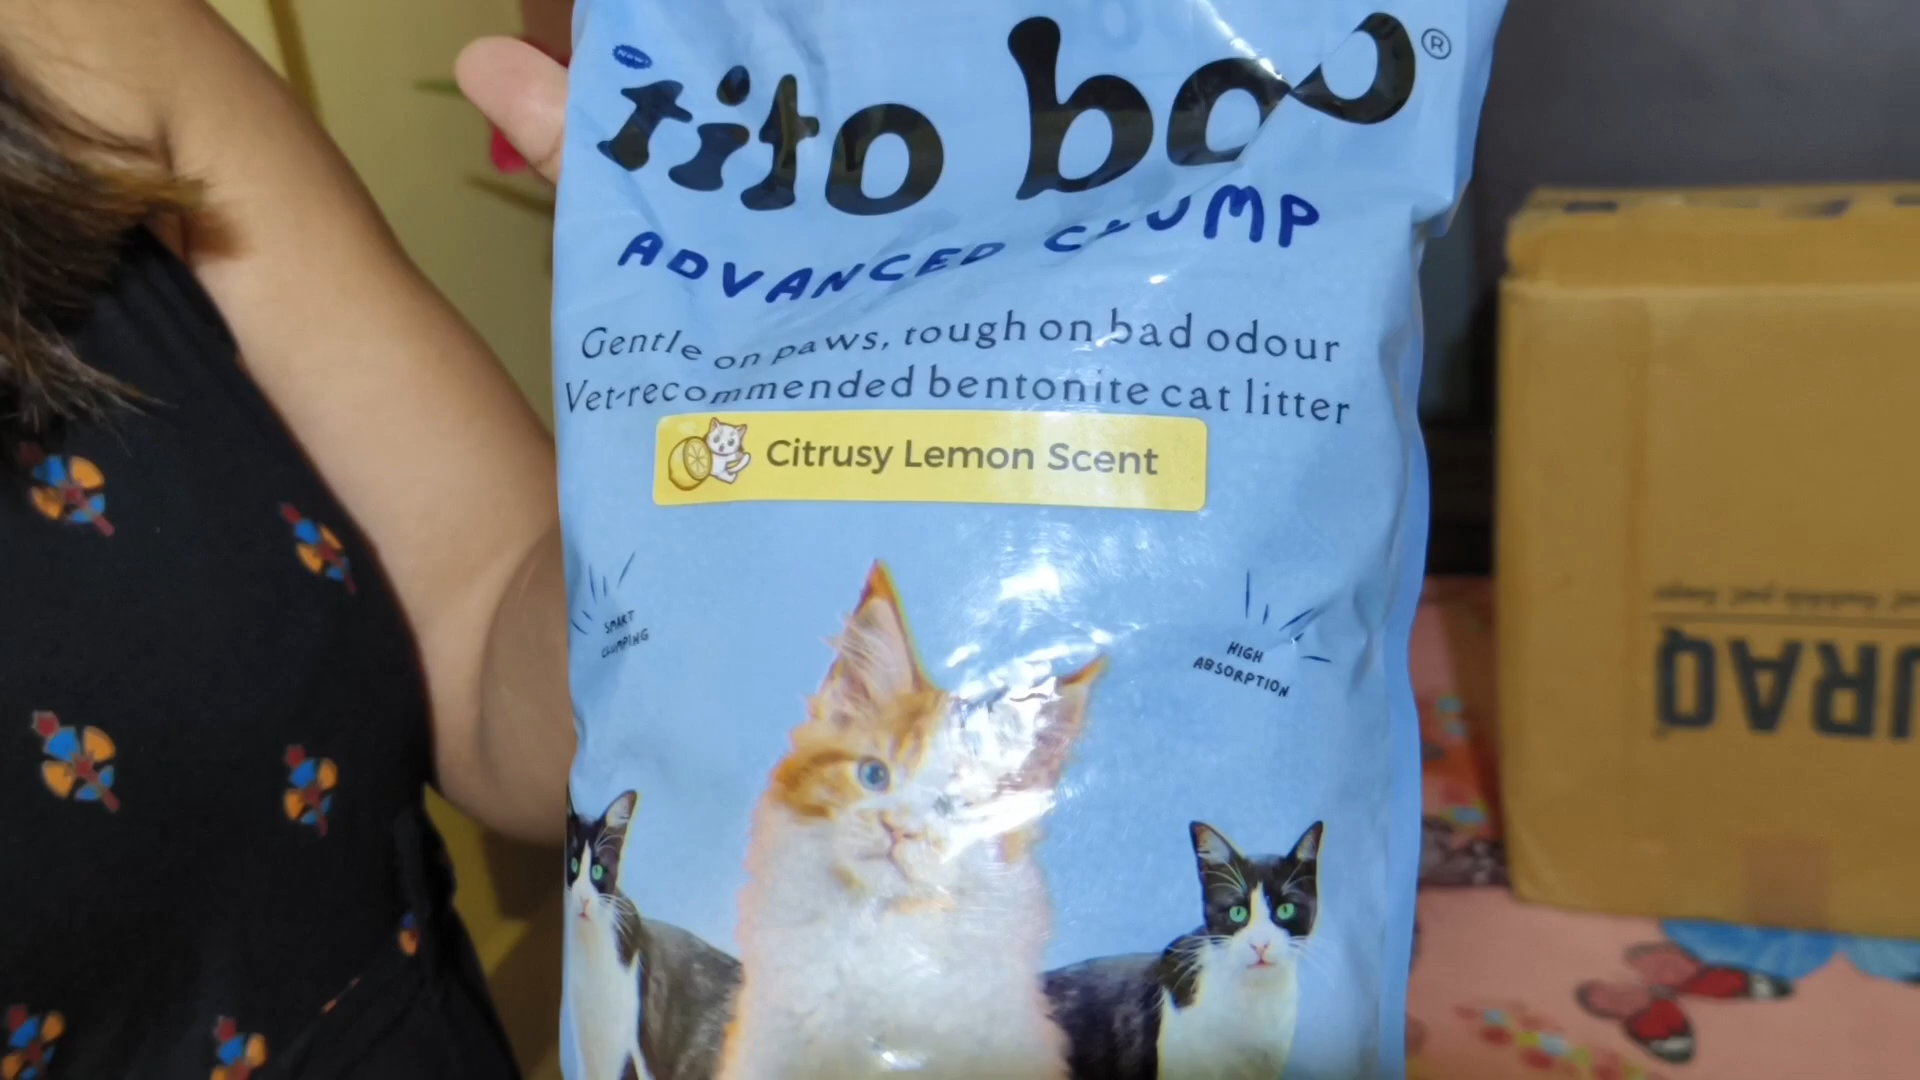 New!
tito boo®
ADVANCED CLUMP
Gentle on paws, tough on bad odour
Vet-recommended bentonite cat litter
Citrusy Lemon Scent
SMART
CLUMPING
HIGH
ABSORPTION
URAQ